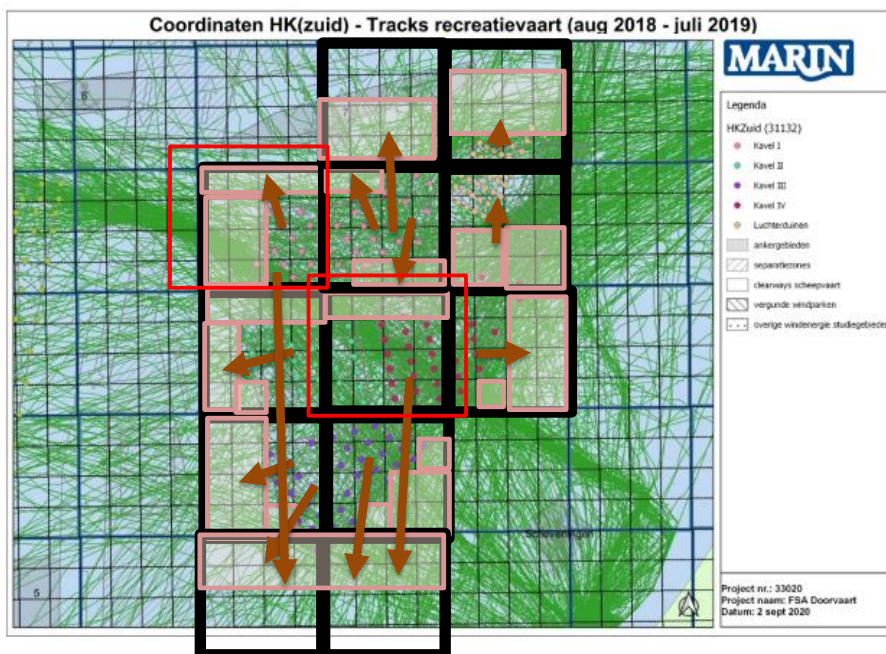 Coordinaten HK(zuid) - Tracks recreatievaart (aug 2018 - juli 2019)
MARIN
Legenda
HKZuid (31132)
Kavel I
Kavel II
Kavel III
Kavel IV
Luchterduinen
ankergebieden
separatiezones
clearways scheepvaart
vergunde windparken
overige windenergie studiegebieden
6
Scheveningen
5
Project nr.: 33020
Project naam: FSA Doorvaart
Datum: 2 sept 2020